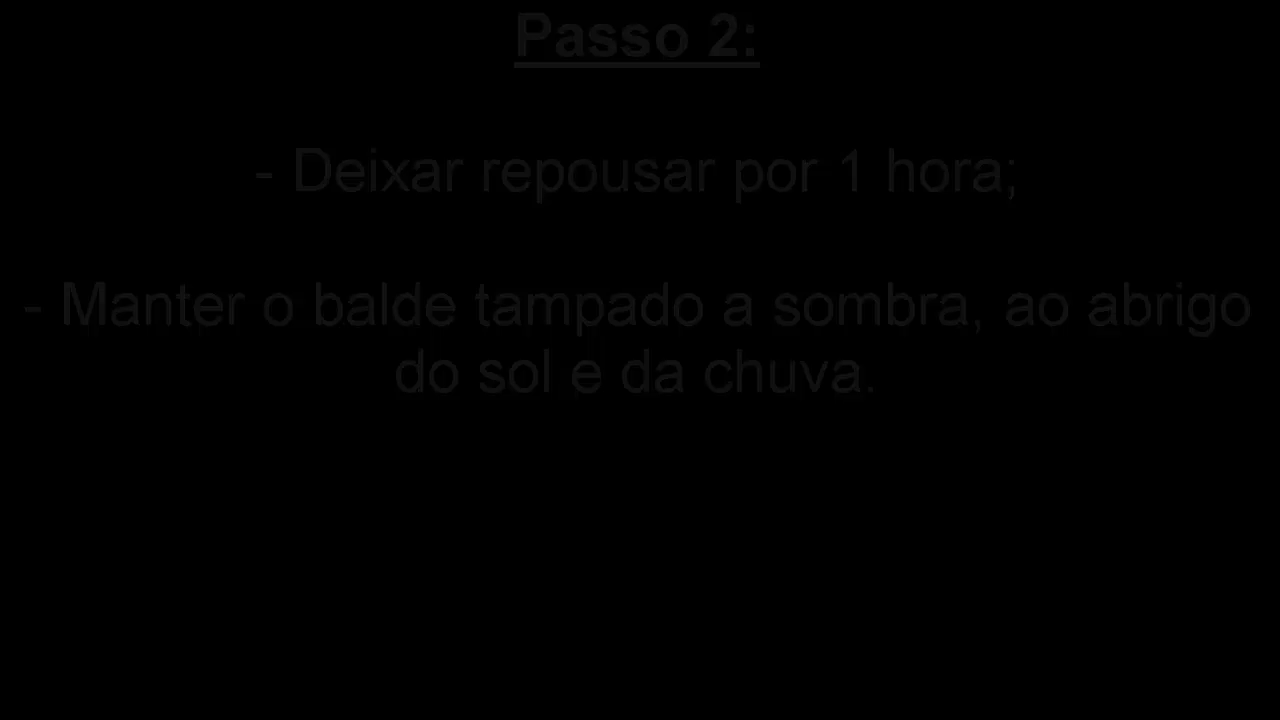 Passo 2:
- Deixar repousar por 1 hora;
- Manter o balde tampado a sombra, ao abrigo
do sol e da chuva.